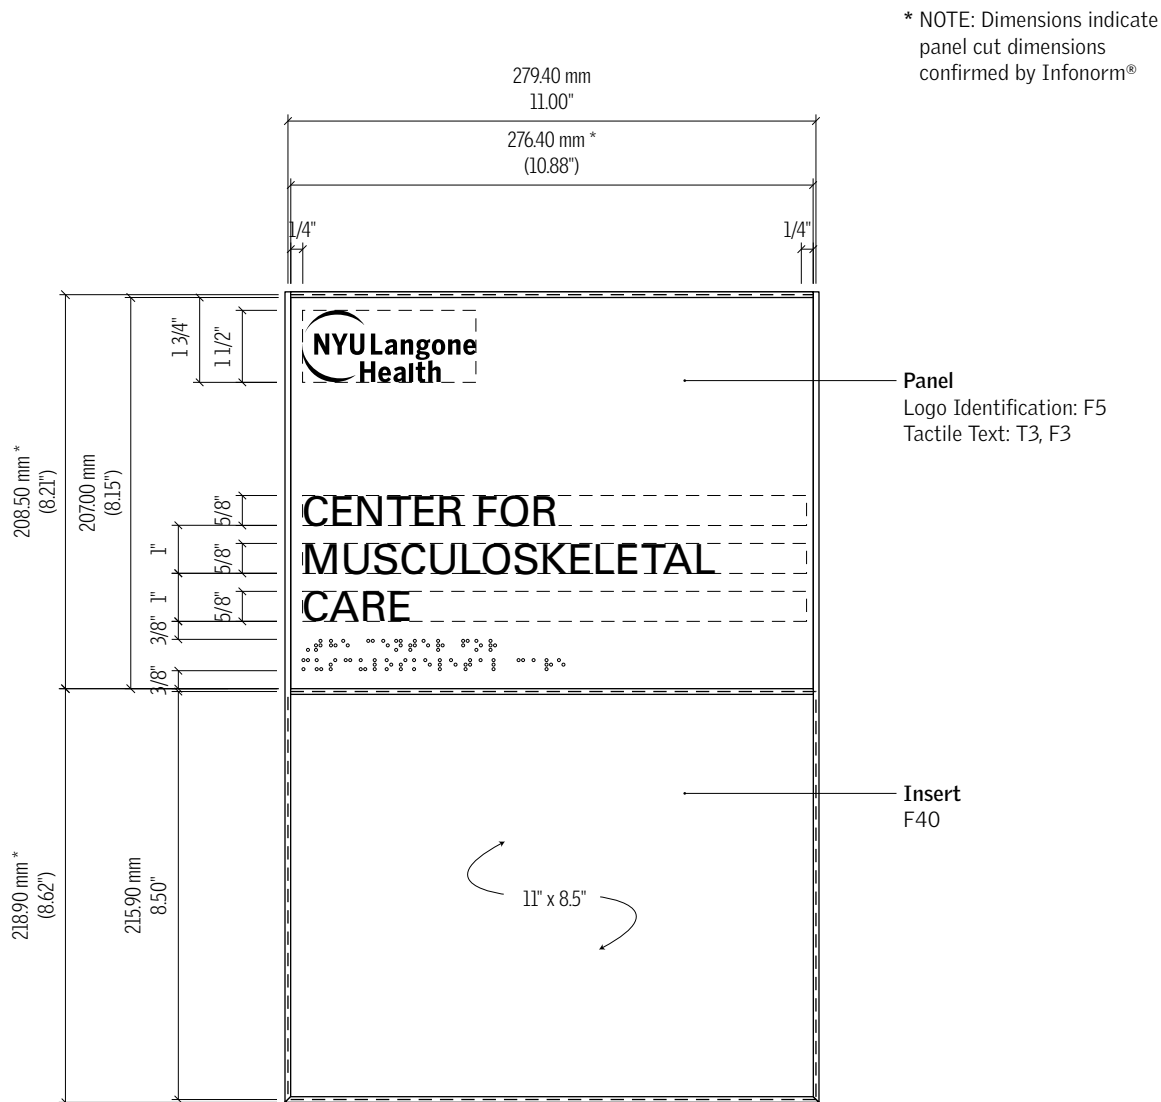 * NOTE: Dimensions indicate
panel cut dimensions
confirmed by Infonorm®
279.40 mm
11.00"
276.40 mm *
(10.88")
1/4"
1/4"
1 3/4"
1 1/2"
NYU Langone
Health
Panel
Logo Identification: F5
Tactile Text: T3, F3
208.50 mm *
(8.21")
207.00 mm
(8.15")
5/8"
CENTER FOR
1"
5/8"
MUSCULOSKELETAL
1"
5/8"
CARE
3/8"
3/8"
Insert
F40
218.90 mm *
(8.62")
215.90 mm
8.50"
11" x 8.5"